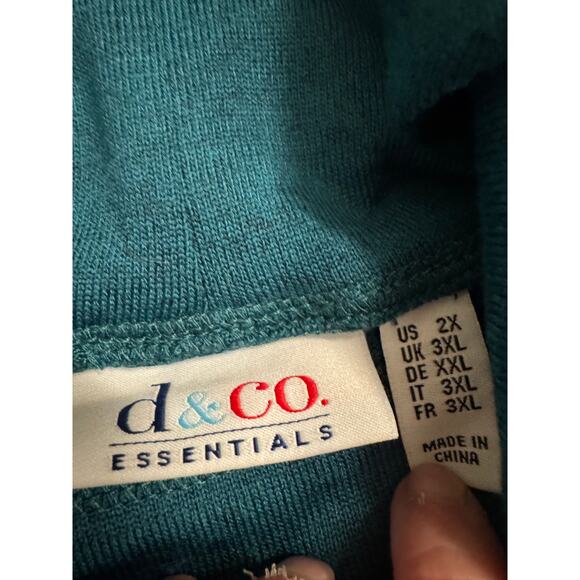 d&co.
ESSENTIALS
US 2X
UK 3XL
DE XXL
IT 3XL
FR 3XL
MADE IN
CHINA